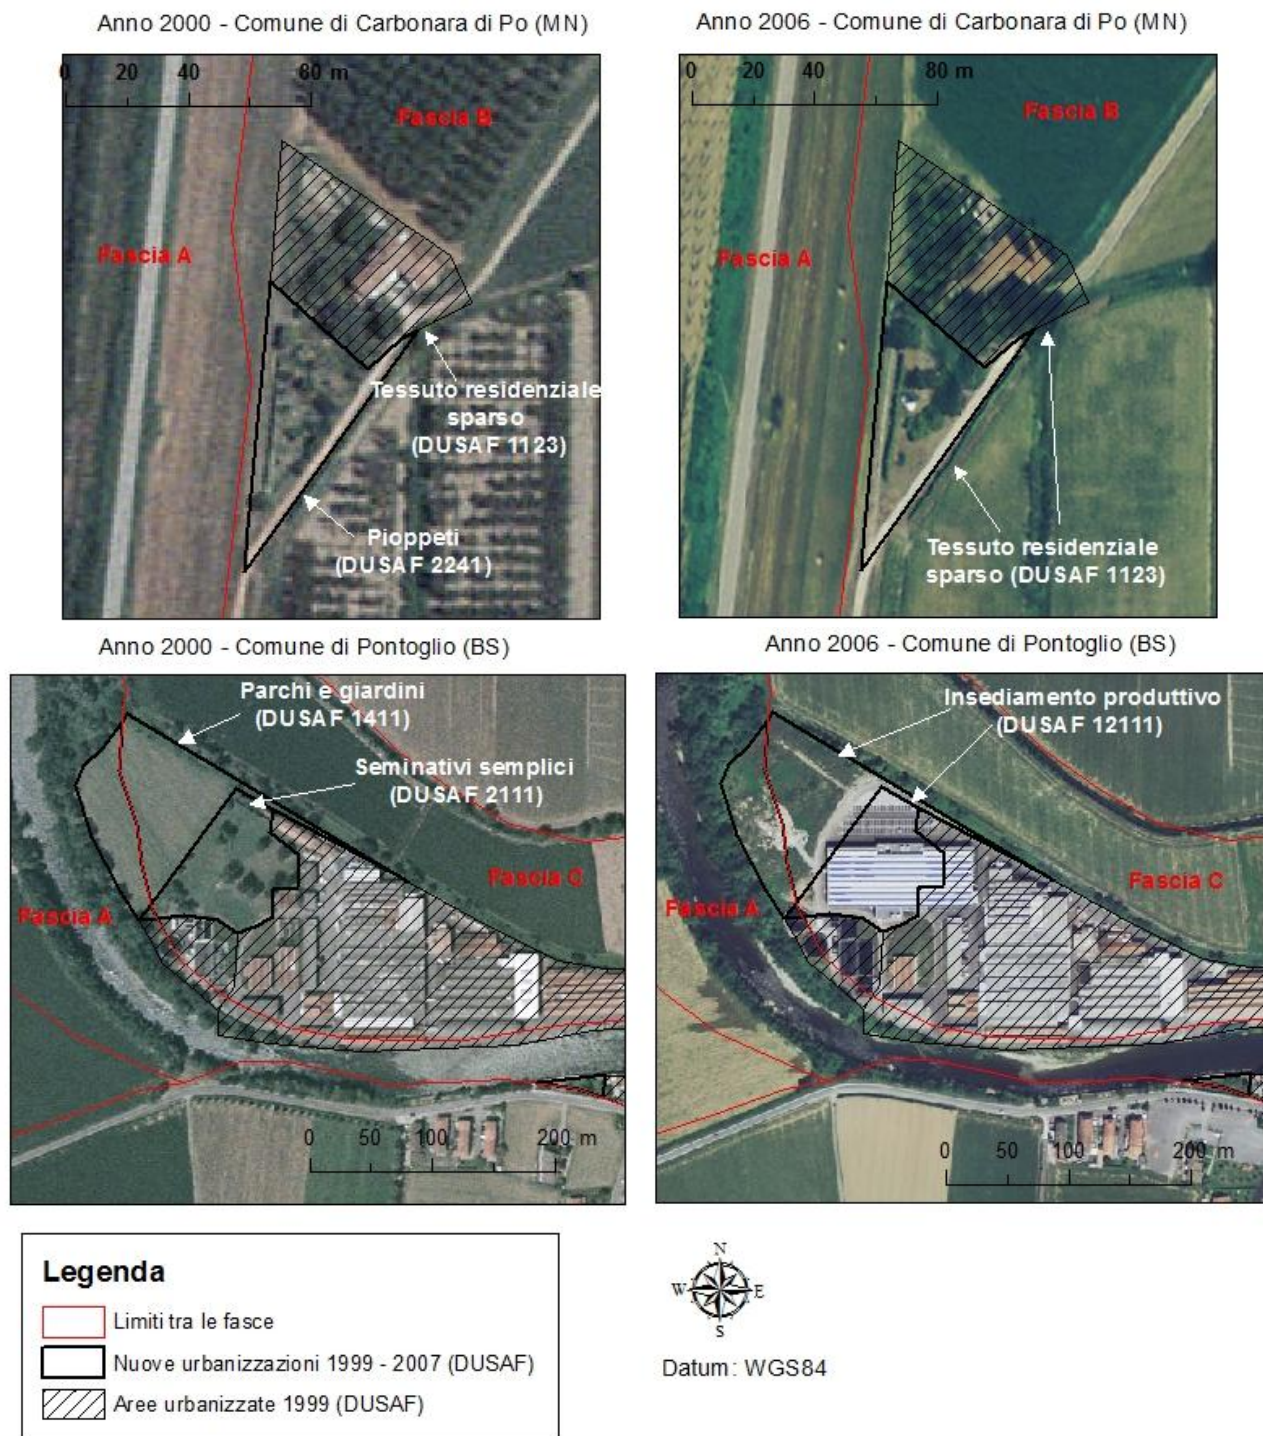 Anno 2000 - Comune di Carbonara di Po (MN)
Anno 2006 - Comune di Carbonara di Po (MN)
0 20 40 80 m
Fascia B
Fascia A
Tessuto residenziale
sparso
(DUSAF 1123)
Pioppeti
(DUSAF 2241)
0 20 40 80 m
Fascia B
Fascia A
Tessuto residenziale
sparso (DUSAF 1123)
Anno 2000 - Comune di Pontoglio (BS)
Anno 2006 - Comune di Pontoglio (BS)
Parchi e giardini
(DUSAF 1411)
Seminativi semplici
(DUSAF 2111)
Fascia C
Fascia A
0 50 100 200 m
Insediamento produttivo
(DUSAF 12111)
Fascia C
Fascia A
0 50 100 200 m
Legenda
Limiti tra le fasce
Nuove urbanizzazioni 1999 - 2007 (DUSAF)
Aree urbanizzate 1999 (DUSAF)
N
W E
S
Datum: WGS84